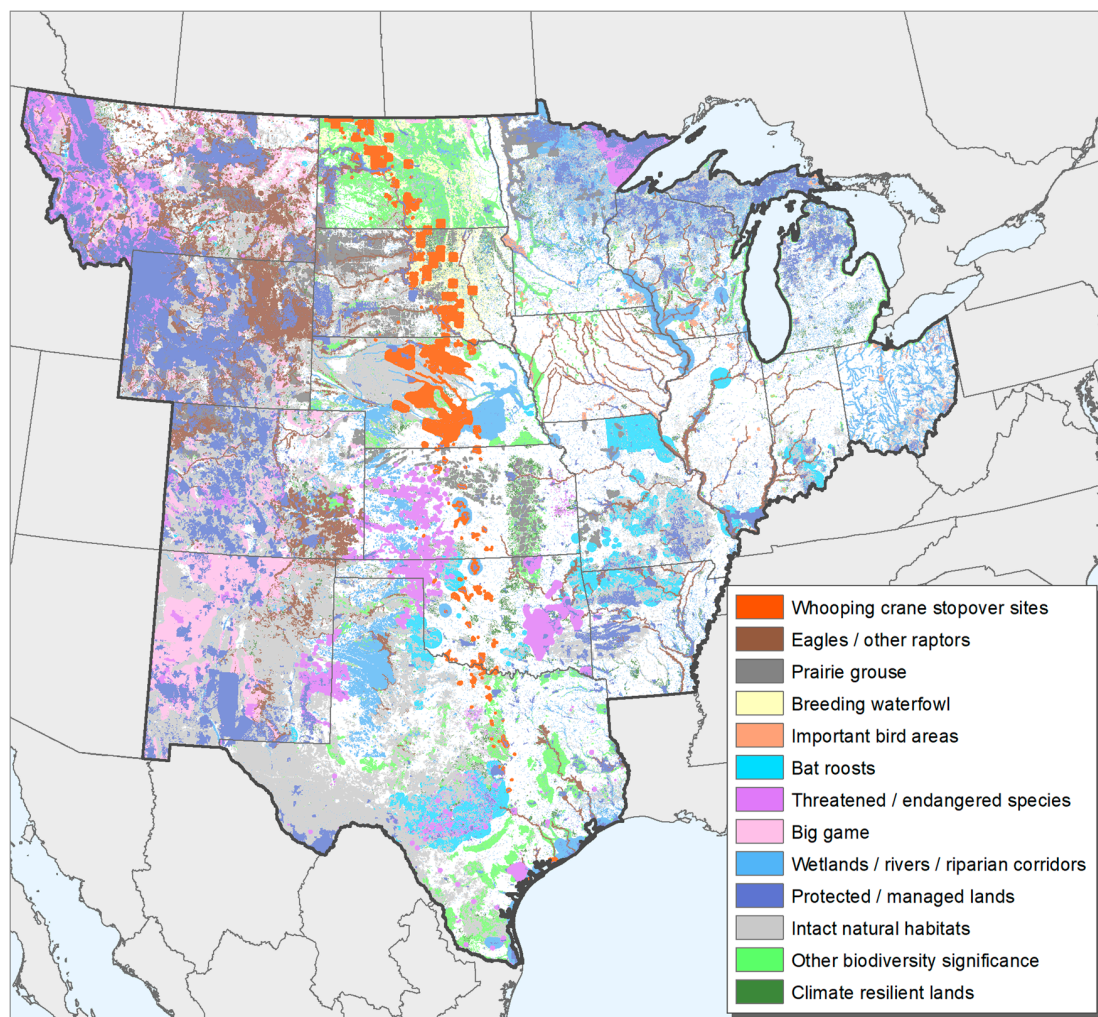 Whooping crane stopover sites
Eagles / other raptors
Prairie grouse
Breeding waterfowl
Important bird areas
Bat roosts
Threatened / endangered species
Big game
Wetlands / rivers / riparian corridors
Protected / managed lands
Intact natural habitats
Other biodiversity significance
Climate resilient lands